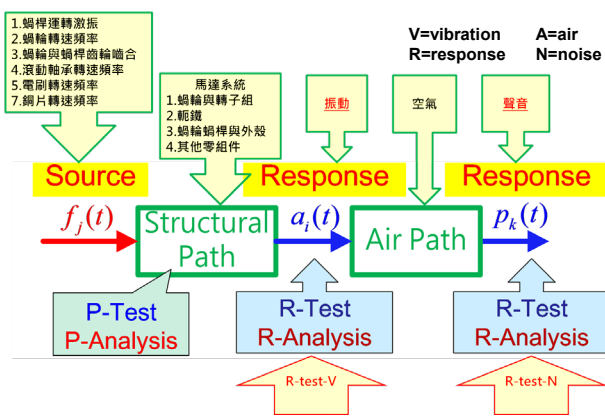 1.蝸桿運轉激振
2.蝸輪轉速頻率
3.蝸輪與蝸桿齒輪嚙合
4.滾動軸承轉速頻率
5.電刷轉速頻率
7.銅片轉速頻率
馬達系統
1.蝸輪與轉子組
2.軛鐵
3.蝸輪蝸桿與外殼
4.其他零組件
振動
空氣
聲音
V=vibration A=air
R=response N=noise
Source
Response
Response
f_j(t)
Structural
Path
a_i(t)
Air Path
p_k(t)
P-Test
P-Analysis
R-Test
R-Analysis
R-Test
R-Analysis
R-test-V
R-test-N